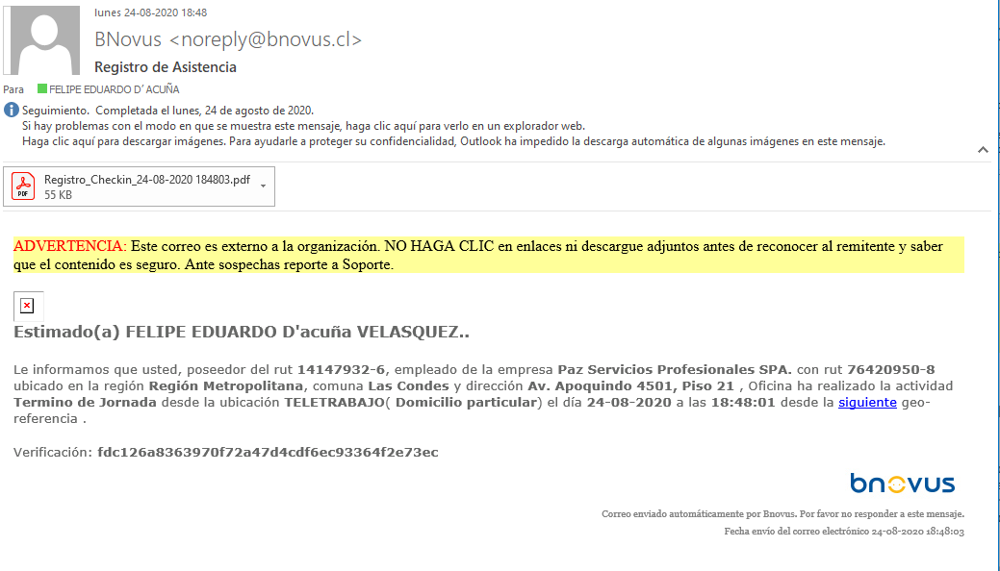 lunes 24-08-2020 18:48
BNovus <noreply@bnovus.cl>
Registro de Asistencia
Para FELIPE EDUARDO D´ACUÑA
Seguimiento. Completada el lunes, 24 de agosto de 2020.
Si hay problemas con el modo en que se muestra este mensaje, haga clic aquí para verlo en un explorador web.
Haga clic aquí para descargar imágenes. Para ayudarle a proteger su confidencialidad, Outlook ha impedido la descarga automática de algunas imágenes en este mensaje.
Registro_Checkin_24-08-2020 184803.pdf
PDF
55 KB
ADVERTENCIA: Este correo es externo a la organización. NO HAGA CLIC en enlaces ni descargue adjuntos antes de reconocer al remitente y saber
que el contenido es seguro. Ante sospechas reporte a Soporte.
Estimado(a) FELIPE EDUARDO D'acuña VELASQUEZ..
Le informamos que usted, poseedor del rut 14147932-6, empleado de la empresa Paz Servicios Profesionales SPA. con rut 76420950-8
ubicado en la región Región Metropolitana, comuna Las Condes y dirección Av. Apoquindo 4501, Piso 21 , Oficina ha realizado la actividad
Termino de Jornada desde la ubicación TELETRABAJO( Domicilio particular) el día 24-08-2020 a las 18:48:01 desde la siguiente geo-
referencia .
Verificación: fdc126a8363970f72a47d4cdf6ec93364f2e73ec
bnovus
Correo enviado automáticamente por Bnovus. Por favor no responder a este mensaje.
Fecha envío del correo electrónico 24-08-2020 18:48:03